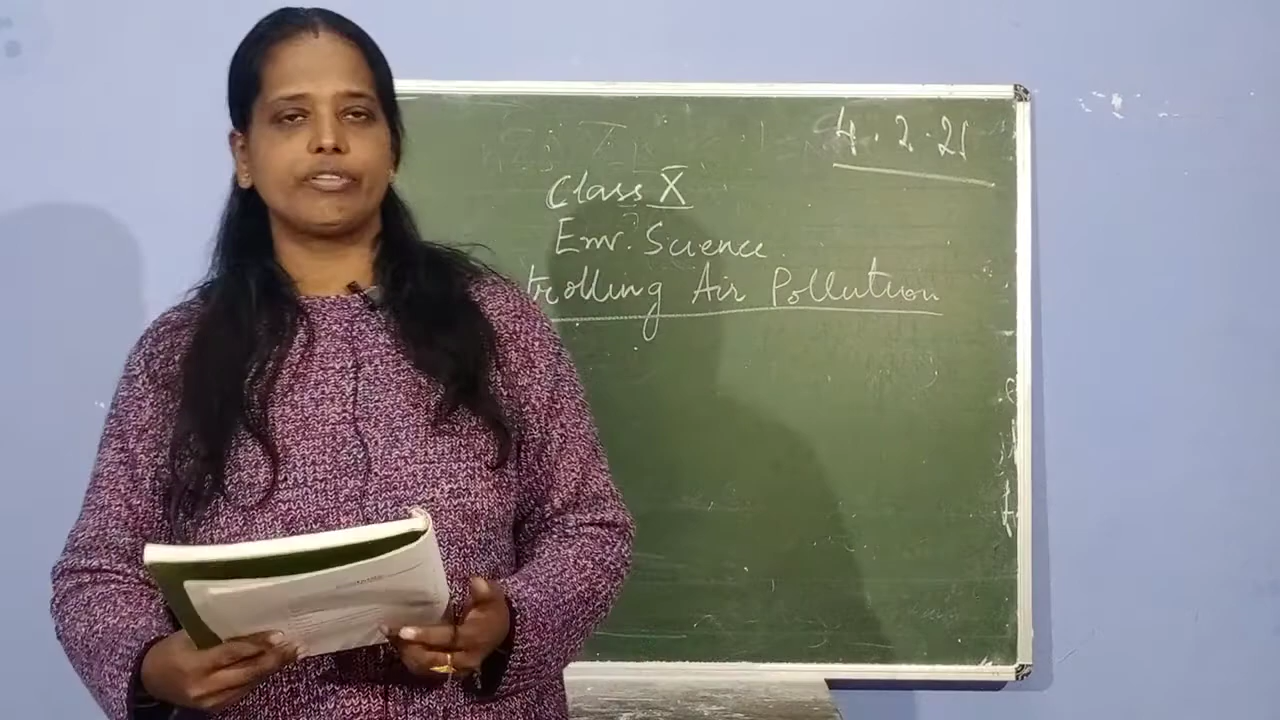 4.2.21
Class X
Env. Science
trolling Air Pollution